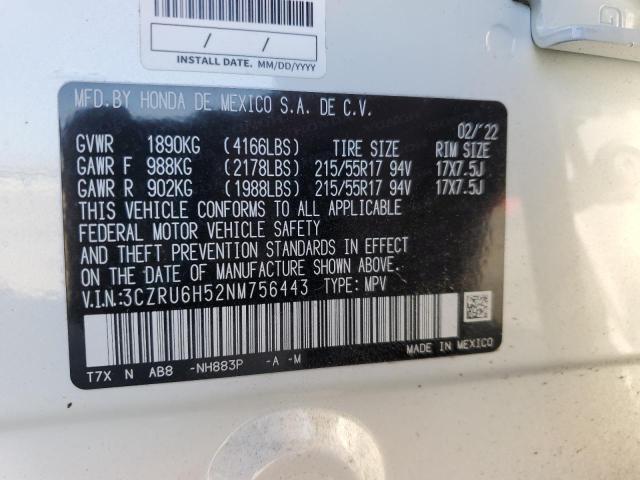 / /
INSTALL DATE. MM/DD/YYYY
MFD.BY HONDA DE MEXICO S.A. DE C.V.
02/'22
GVWR 1890KG (4166LBS) TIRE SIZE RIM SIZE
GAWR F 988KG (2178LBS) 215/55R17 94V 17X7.5J
GAWR R 902KG (1988LBS) 215/55R17 94V 17X7.5J
THIS VEHICLE CONFORMS TO ALL APPLICABLE
FEDERAL MOTOR VEHICLE SAFETY
AND THEFT PREVENTION STANDARDS IN EFFECT
ON THE DATE OF MANUFACTURE SHOWN ABOVE.
V.I.N:3CZRU6H52NM756443 TYPE: MPV
MADE IN MEXICO
T7X N AB8 -NH883P -A -M